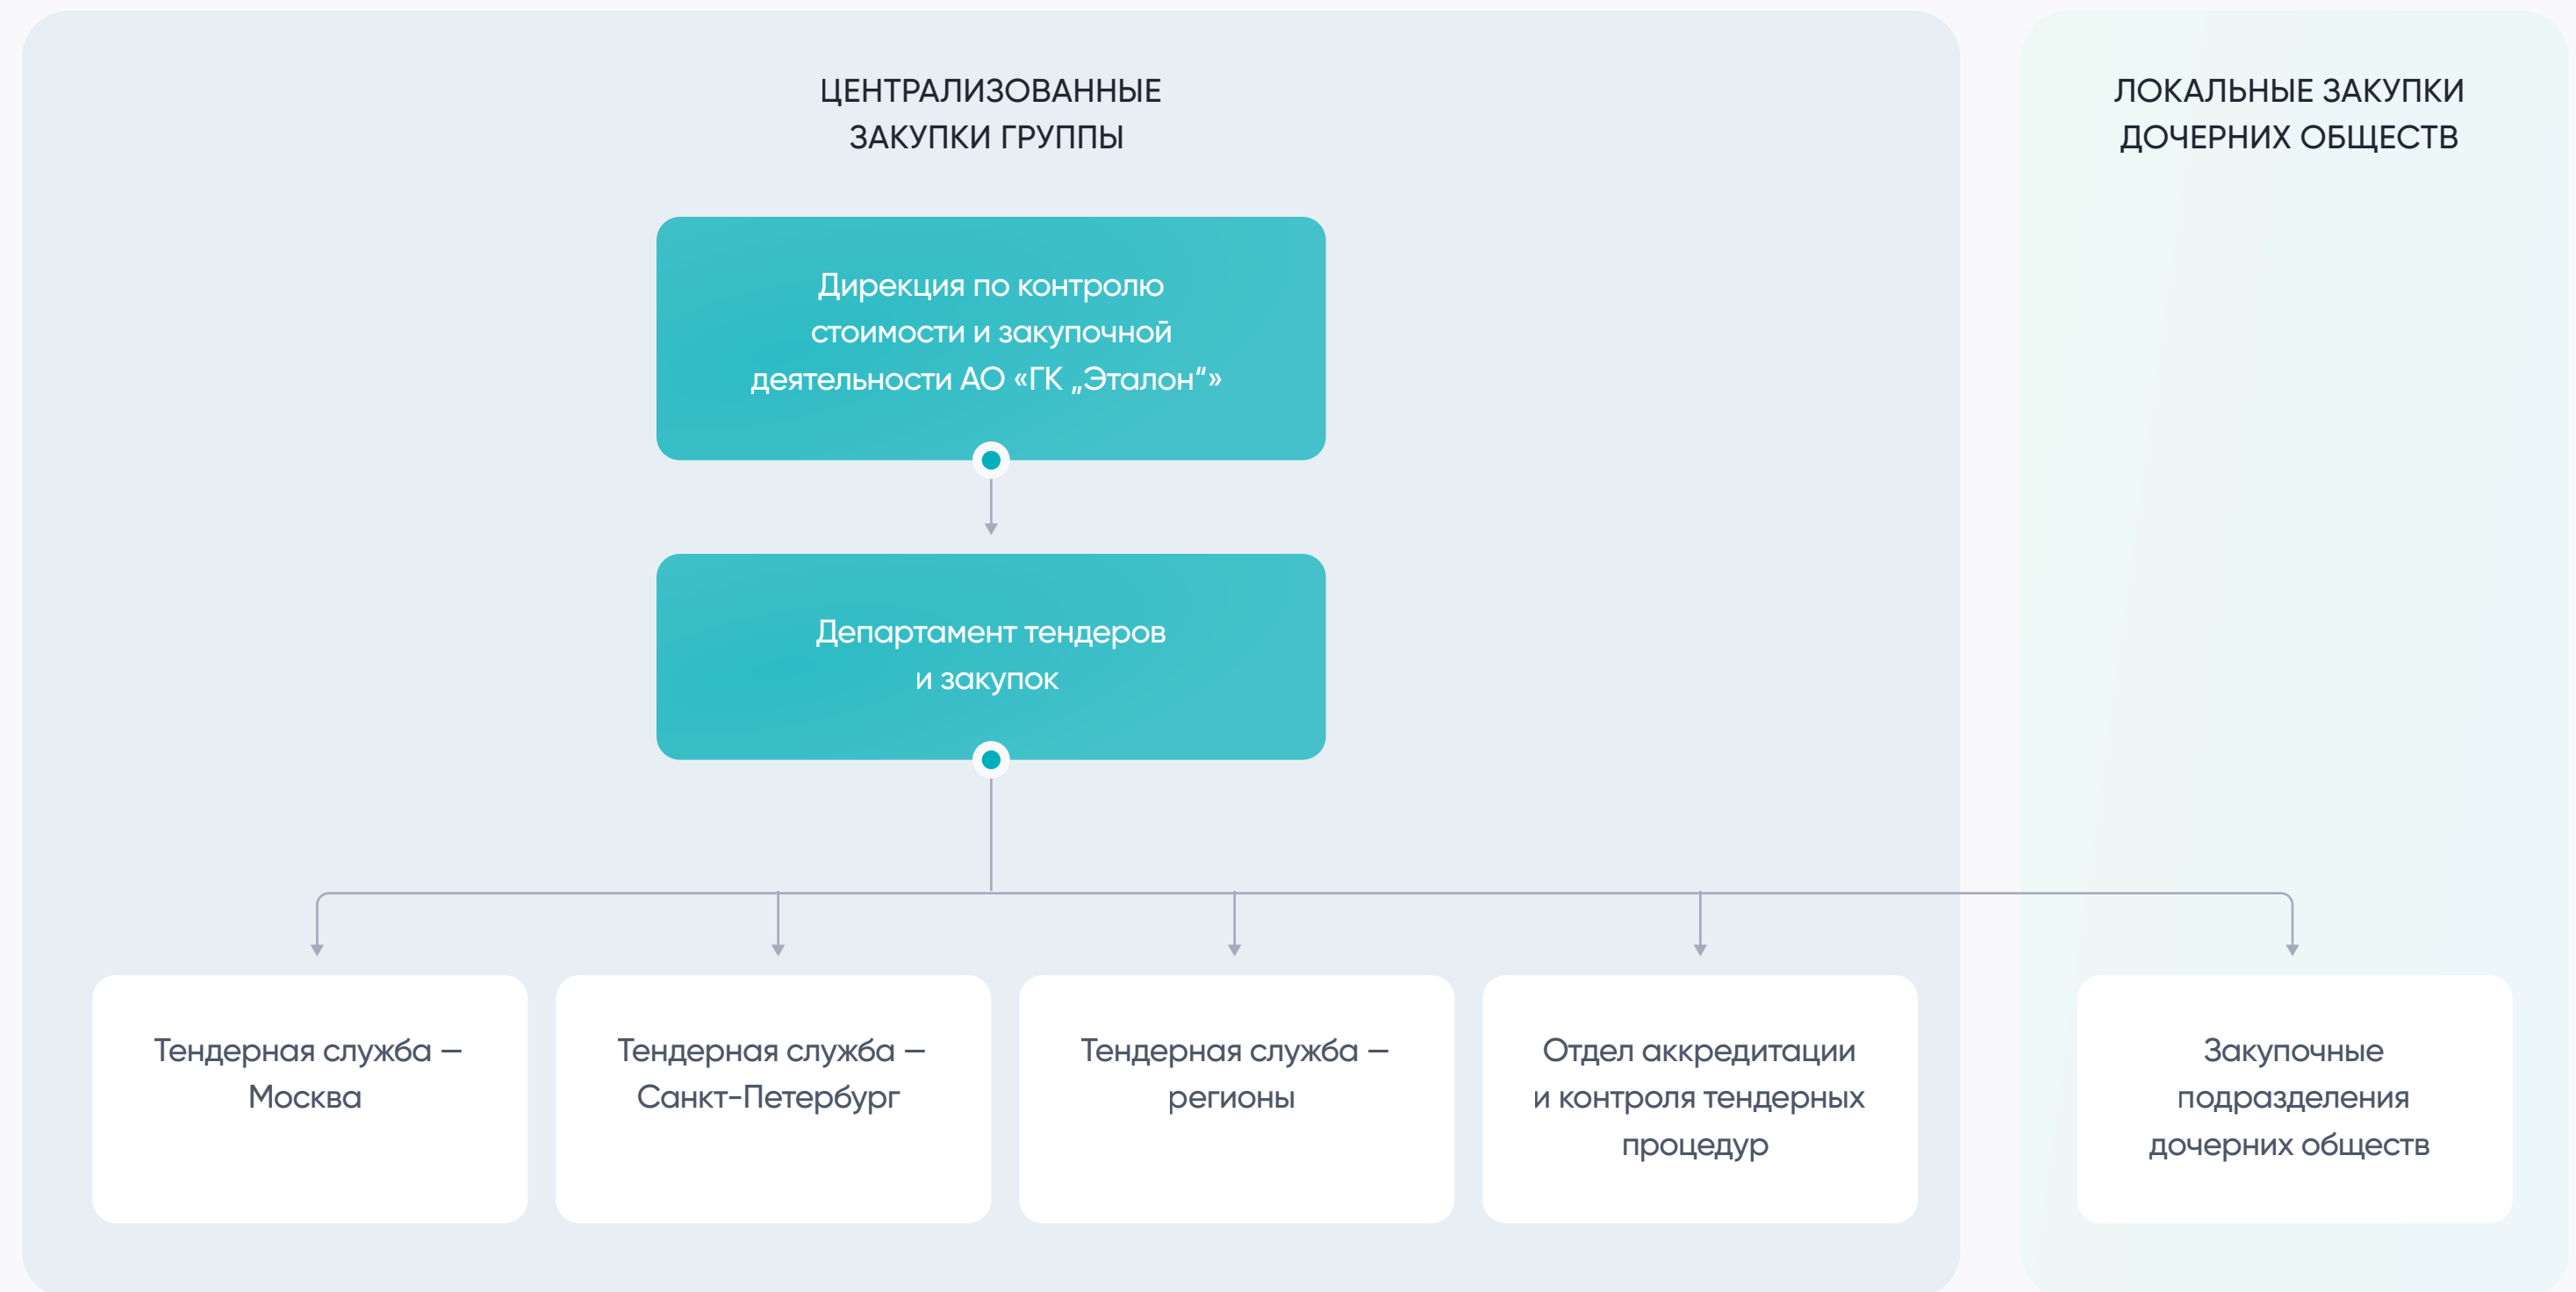 ЦЕНТРАЛИЗОВАННЫЕ
ЗАКУПКИ ГРУППЫ
ЛОКАЛЬНЫЕ ЗАКУПКИ
ДОЧЕРНИХ ОБЩЕСТВ
Дирекция по контролю
стоимости и закупочной
деятельности АО «ГК „Эталон“»
Департамент тендеров
и закупок
Тендерная служба —
Москва
Тендерная служба —
Санкт-Петербург
Тендерная служба —
регионы
Отдел аккредитации
и контроля тендерных
процедур
Закупочные
подразделения
дочерних обществ